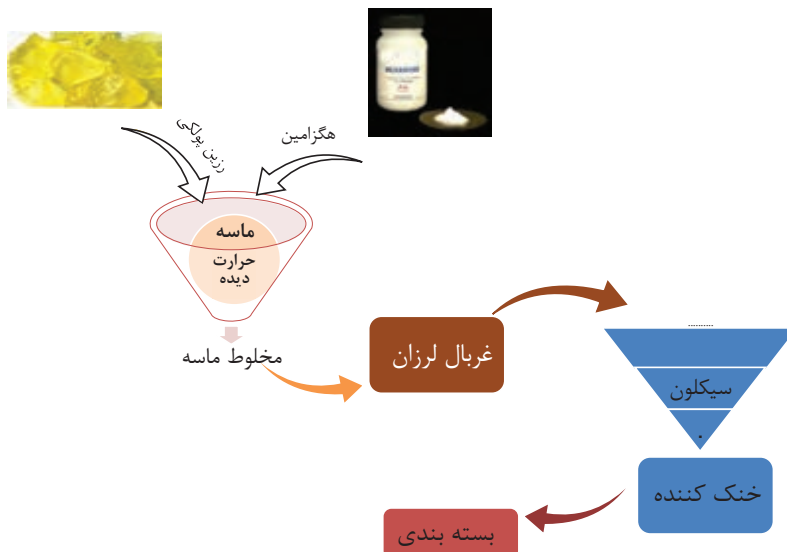 رزین پولکی
هگزامین
ماسه
حرارت
دیده
مخلوط ماسه
غربال لرزان
..........
سیکلون
.
خنک کننده
بسته بندی